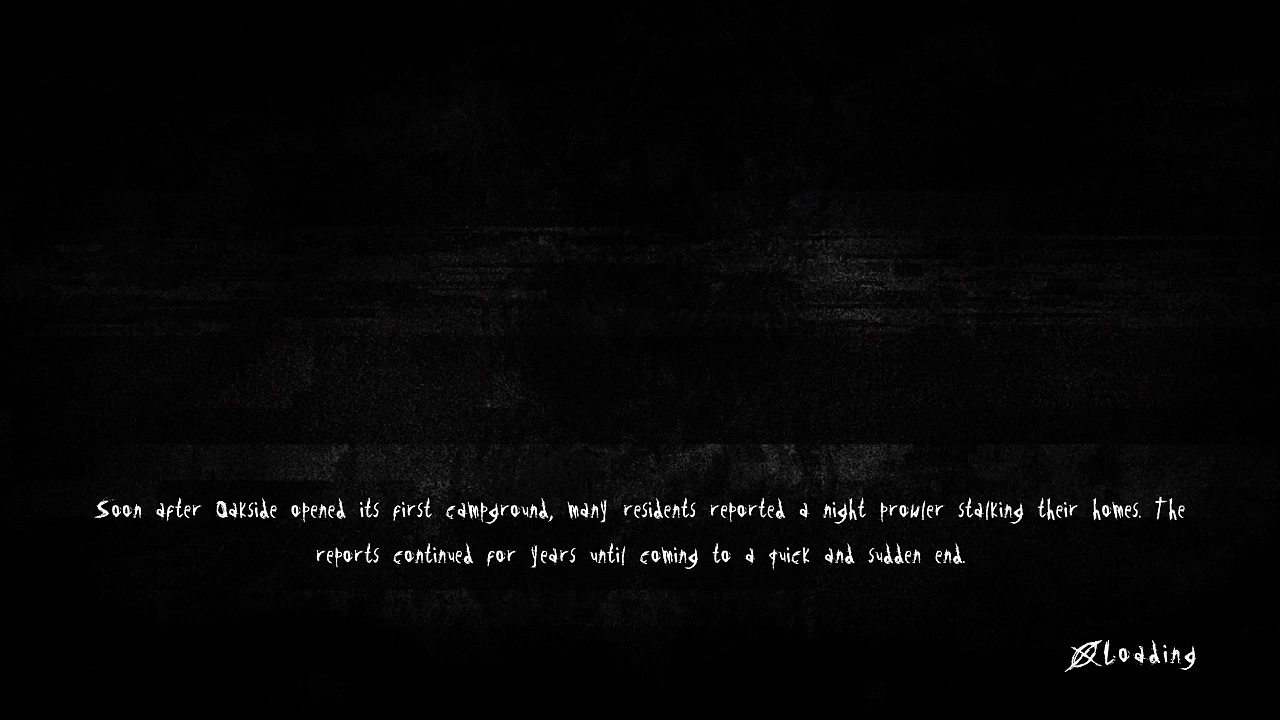 Soon after Oakside opened its first campground, many residents reported a night prowler stalking their homes. The
reports continued for years until coming to a quick and sudden end.
Loading